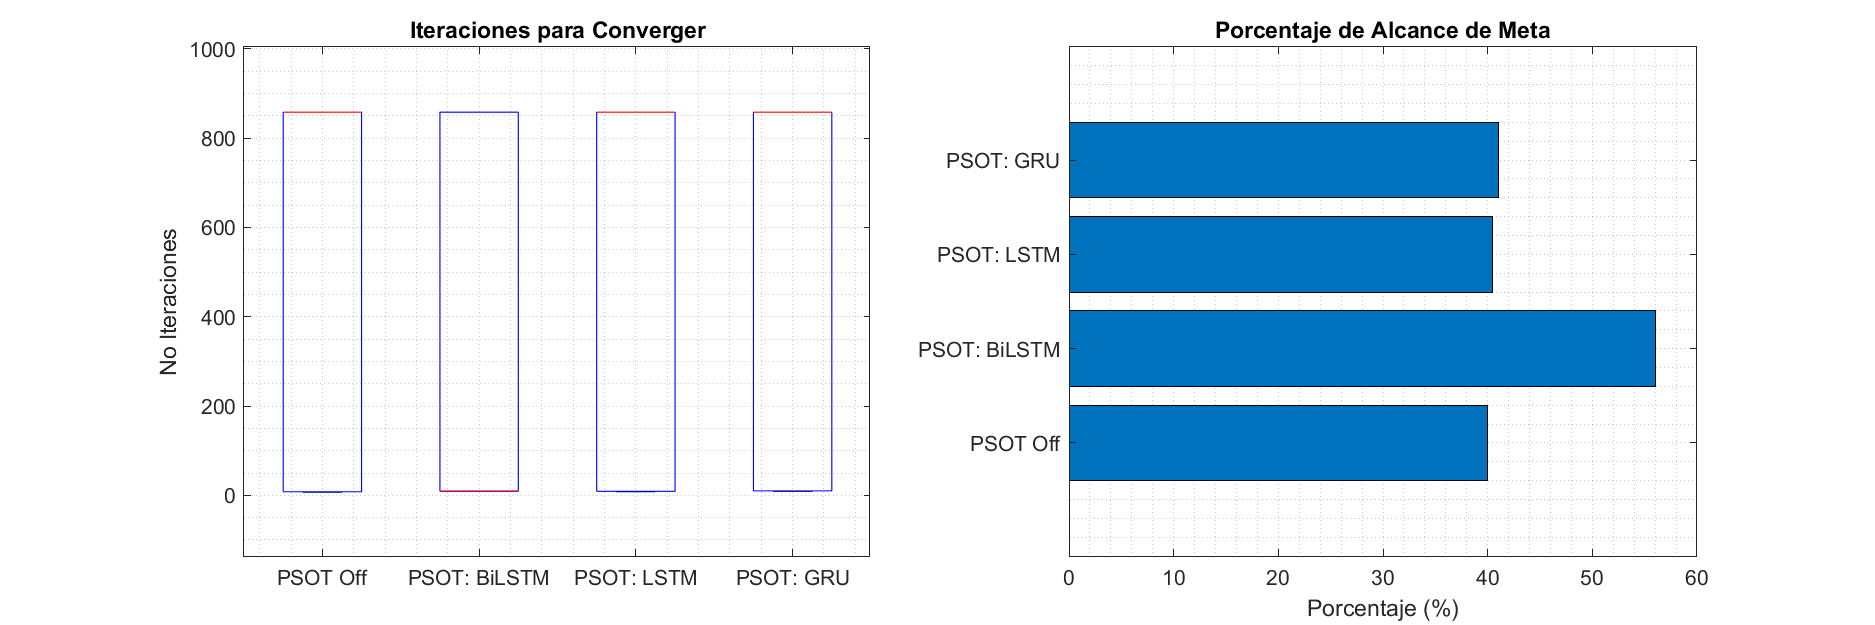 Iteraciones para Converger
1000
800
600
400
200
0
No Iteraciones
PSOT Off
PSOT: BiLSTM
PSOT: LSTM
PSOT: GRU
Porcentaje de Alcance de Meta
PSOT: GRU
PSOT: LSTM
PSOT: BiLSTM
PSOT Off
0
10
20
30
40
50
60
Porcentaje (%)